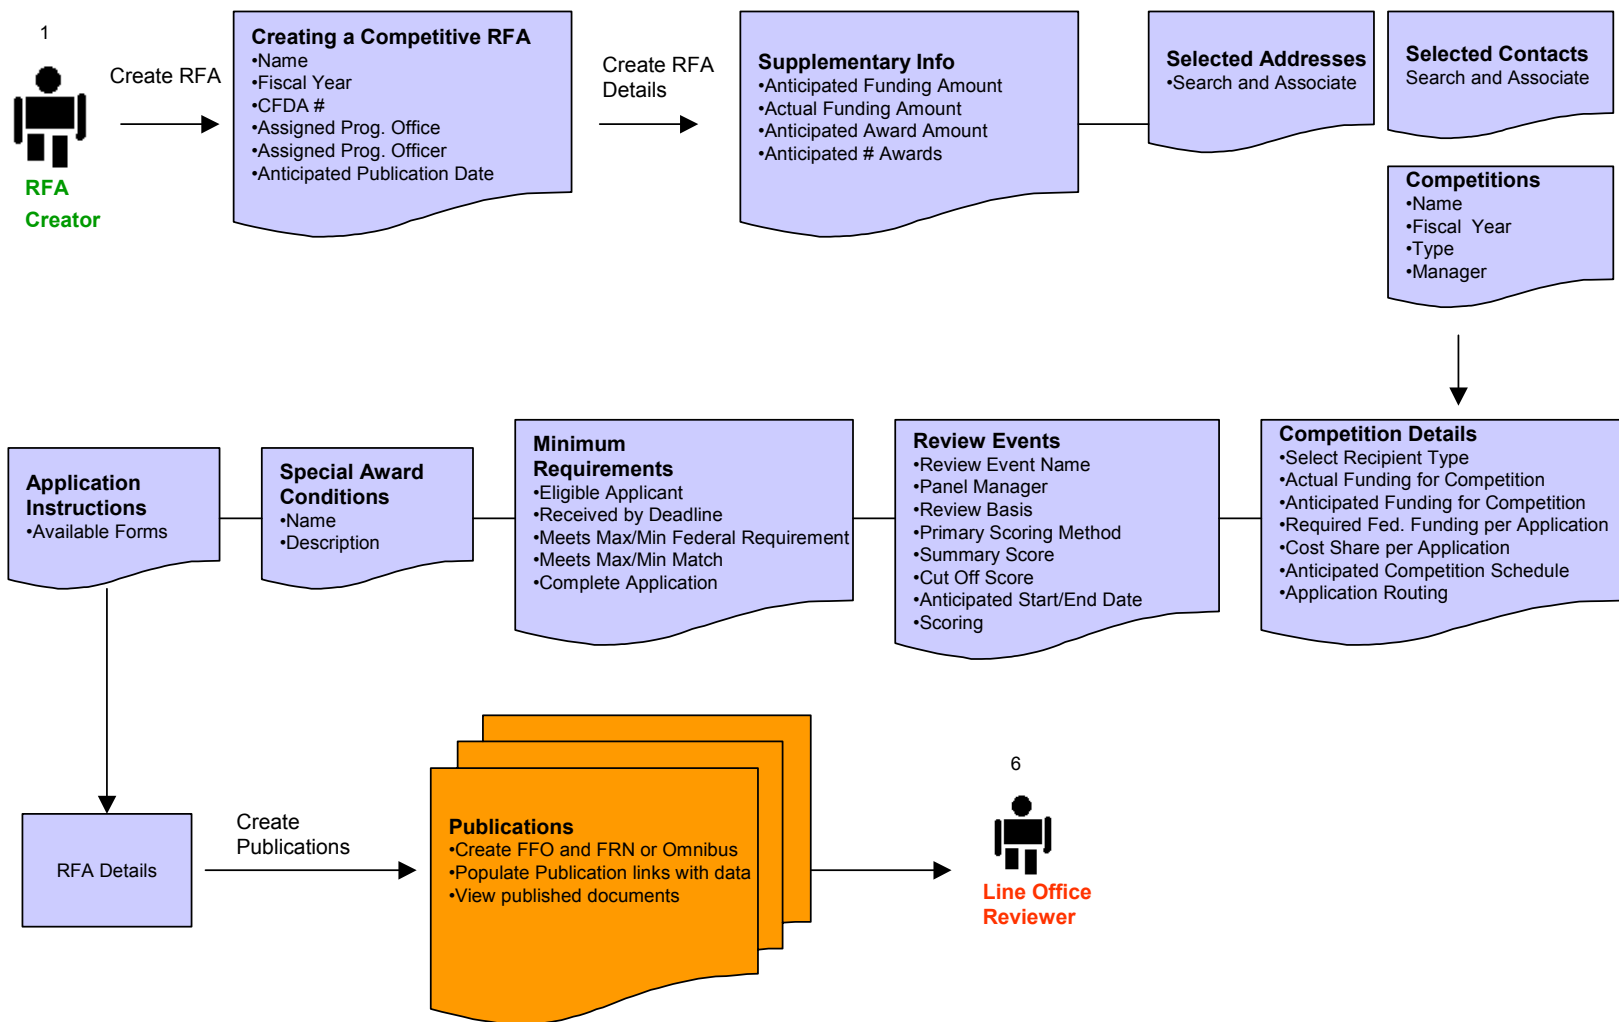 1
RFA
Creator
Create RFA
Creating a Competitive RFA
•Name
•Fiscal Year
•CFDA #
•Assigned Prog. Office
•Assigned Prog. Officer
•Anticipated Publication Date
Create RFA
Details
Supplementary Info
•Anticipated Funding Amount
•Actual Funding Amount
•Anticipated Award Amount
•Anticipated # Awards
Selected Addresses
•Search and Associate
Selected Contacts
Search and Associate
Competitions
•Name
•Fiscal  Year
•Type
•Manager
Competition Details
•Select Recipient Type
•Actual Funding for Competition
•Anticipated Funding for Competition
•Required Fed. Funding per Application
•Cost Share per Application
•Anticipated Competition Schedule
•Application Routing
Review Events
•Review Event Name
•Panel Manager
•Review Basis
•Primary Scoring Method
•Summary Score
•Cut Off Score
•Anticipated Start/End Date
•Scoring
Minimum
Requirements
•Eligible Applicant
•Received by Deadline
•Meets Max/Min Federal Requirement
•Meets Max/Min Match
•Complete Application
Special Award
Conditions
•Name
•Description
Application
Instructions
•Available Forms
RFA Details
Create
Publications
Publications
•Create FFO and FRN or Omnibus
•Populate Publication links with data
•View published documents
6
Line Office
Reviewer